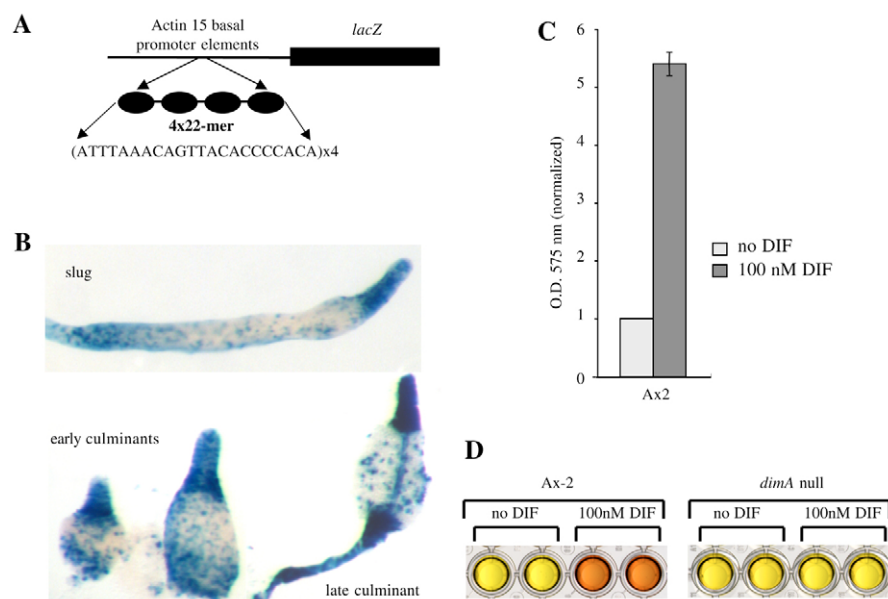 A
Actin 15 basal
promoter elements
lacZ
4x22-mer
(ATTTAAACAGTTACACCCCACA)x4
B
slug
early culminants
late culminant
C
6
5
4
3
2
1
0
O.D. 575 nm (normalized)
Ax2
no DIF
100 nM DIF
D
Ax-2
no DIF
100nM DIF
dimA null
no DIF
100nM DIF